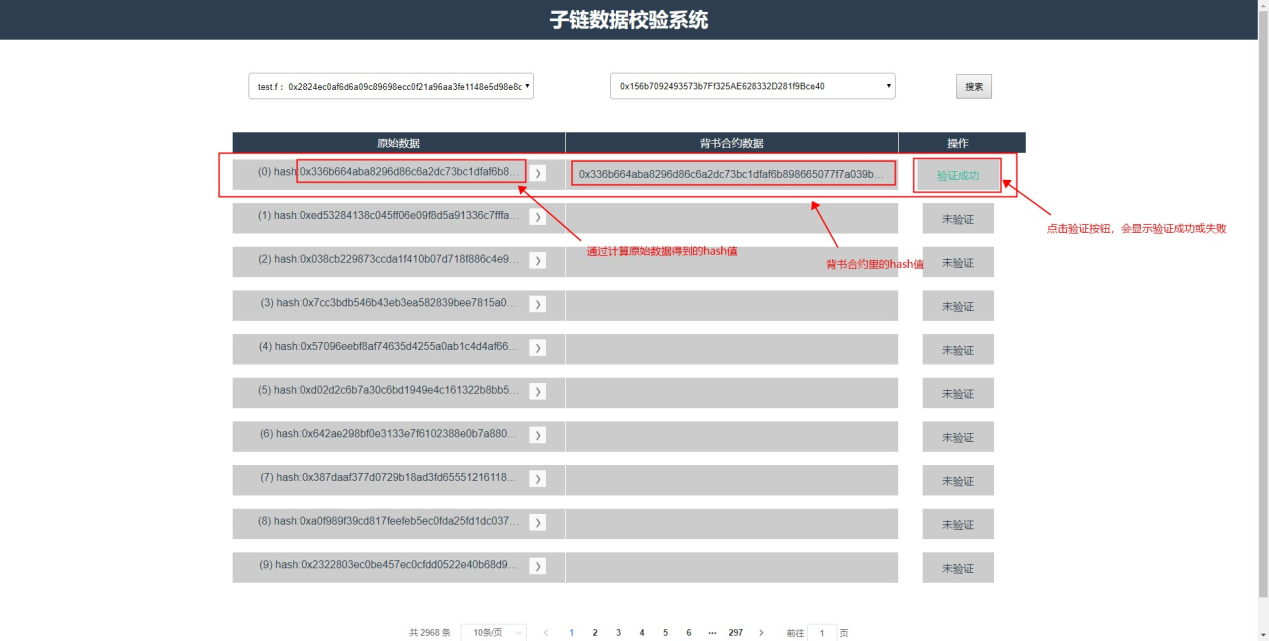 子链数据校验系统
test.f： 0x2824ec0af6d6a09c89698ecc0f21a96aa3fe1148e5d98e8c
0x156b7092493573b7Ff325AE628332D281f9Bce40
搜索
原始数据 背书合约数据 操作
(0) hash:0x336b664aba8296d86c6a2dc73bc1dfaf6b8... 0x336b664aba8296d86c6a2dc73bc1dfaf6b898665077f7a039b... 验证成功
(1) hash:0xed53284138c045ff06e09f8d5a91336c7fffa... 未验证
点击验证按钮，会显示验证成功或失败
通过计算原始数据得到的hash值
背书合约里的hash值
(2) hash:0x038cb229873ccda1f410b07d718f886c4e9... 未验证
(3) hash:0x7cc3bdb546b43eb3ea582839bee7815a0... 未验证
(4) hash:0x57096eebf8af74635d4255a0ab1c4d4af66... 未验证
(5) hash:0xd02d2c6b7a30c6bd1949e4c161322b8bb5... 未验证
(6) hash:0x642ae298bf0e3133e7f6102388e0b7a880... 未验证
(7) hash:0x387daaf377d0729b18ad3fd65551216118... 未验证
(8) hash:0xa0f989f39cd817feefeb5ec0fda25fd1dc037... 未验证
(9) hash:0x2322803ec0be457ec0cfdd0522e40b68d9... 未验证
共 2968 条 10条/页 1 2 3 4 5 6 ••• 297 前往 1 页